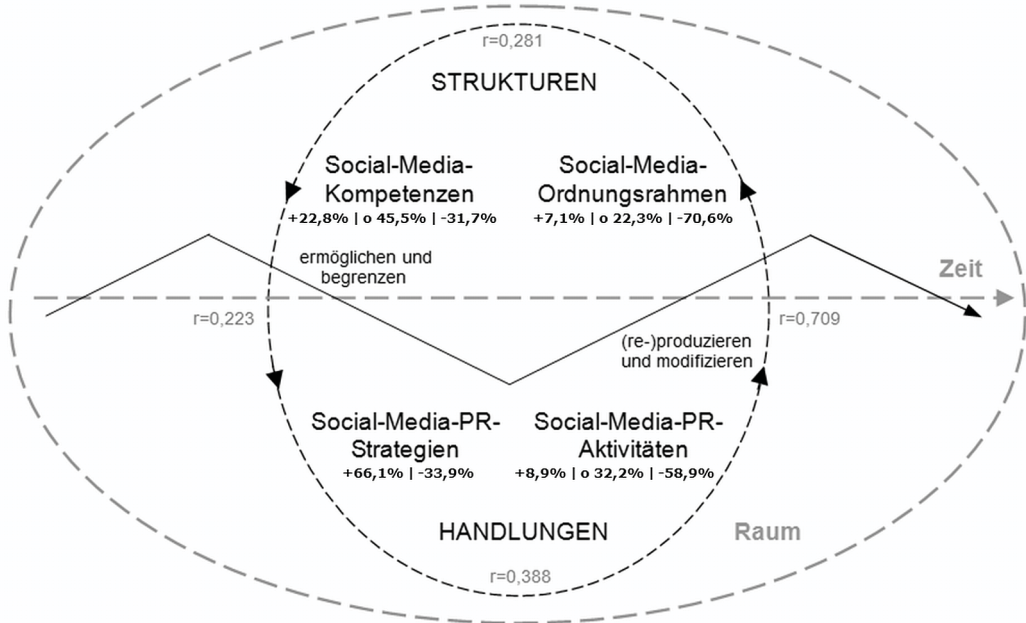 r=0,281
STRUKTUREN
Social-Media-
Kompetenzen
+22,8% | o 45,5% | -31,7%
Social-Media-
Ordnungsrahmen
+7,1% | o 22,3% | -70,6%
ermöglichen und
begrenzen
Zeit
r=0,223
r=0,709
(re-)produzieren
und modifizieren
Social-Media-PR-
Strategien
+66,1% | -33,9%
Social-Media-PR-
Aktivitäten
+8,9% | o 32,2% | -58,9%
HANDLUNGEN
Raum
r=0,388